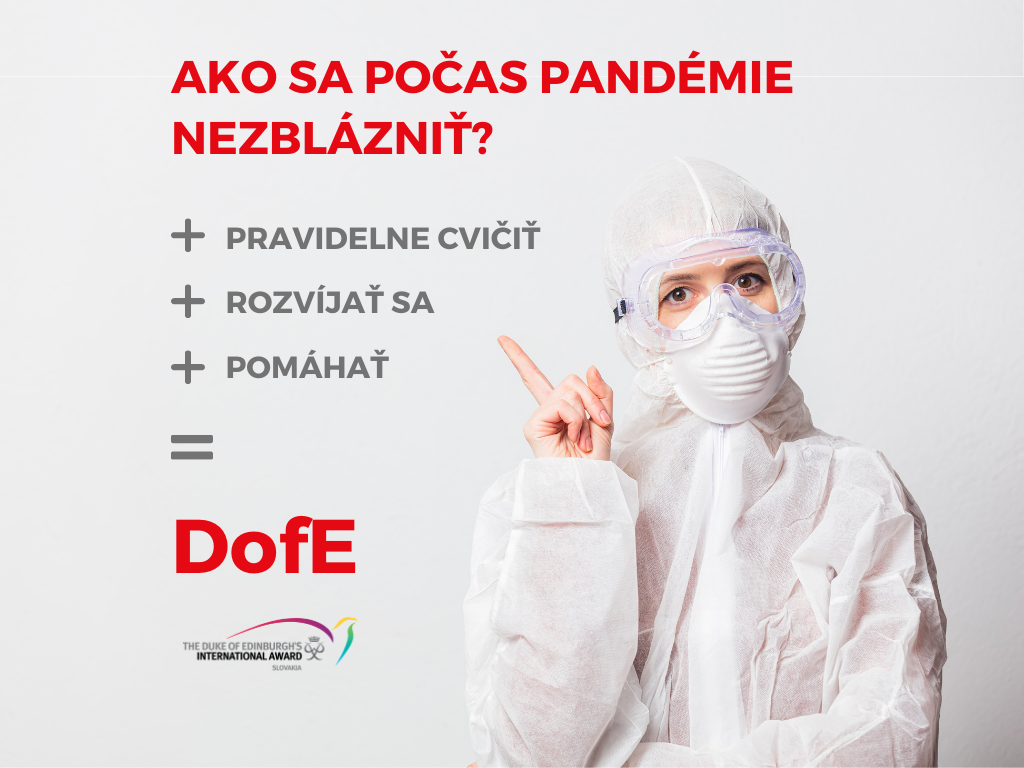 AKO SA POČAS PANDÉMIE
NEZBLÁZNIŤ?
+ PRAVIDELNE CVIČIŤ
+ ROZVÍJAŤ SA
+ POMÁHAŤ
=
DofE
THE DUKE OF EDINBURGH'S
INTERNATIONAL AWARD
SLOVAKIA